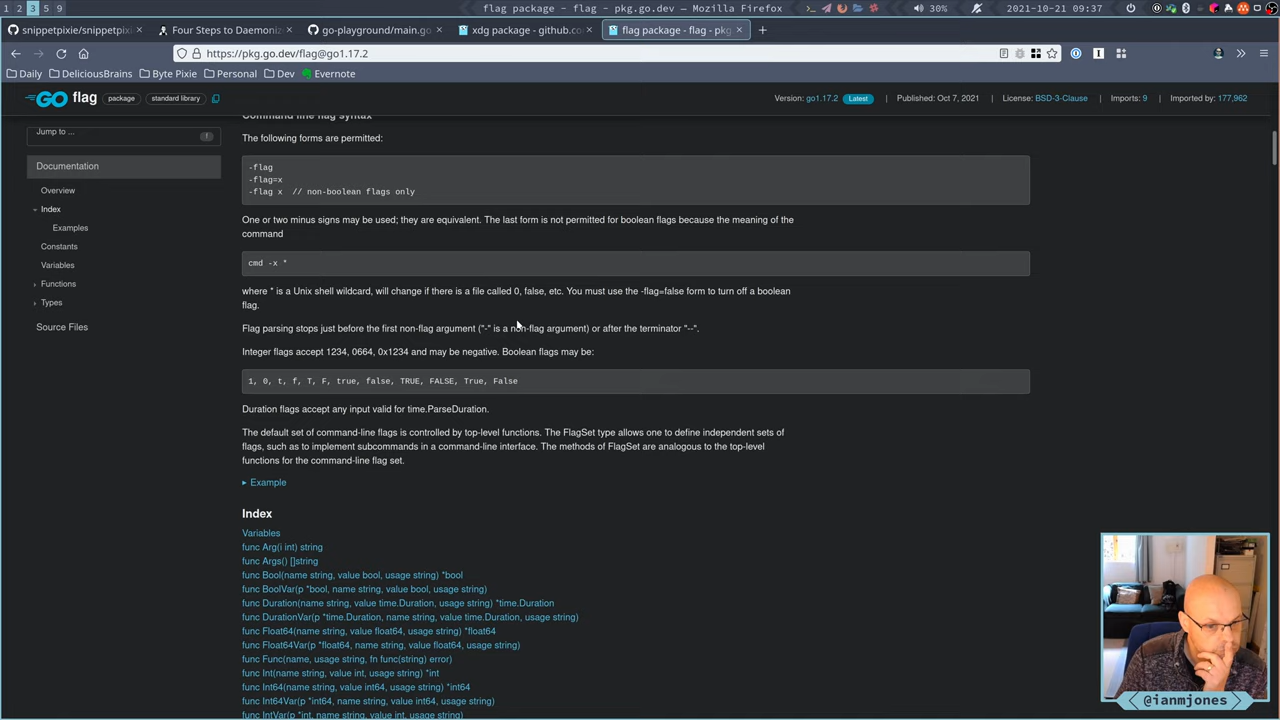 1 2 3 5 9
flag package - flag - pkg.go.dev — Mozilla Firefox
30%
2021-10-21 09:37
snippetpixie/snippetpixi
Four Steps to Daemoniz
go-playground/main.go
xdg package - github.co
flag package - flag - pkg
https://pkg.go.dev/flag@go1.17.2
Daily
DeliciousBrains
Byte Pixie
Personal
Dev
Evernote
GO flag package standard library
Version: go1.17.2 Latest Published: Oct 7, 2021 License: BSD-3-Clause Imports: 9 Imported by: 177,962
Jump to ...
Documentation
Overview
Index
Examples
Constants
Variables
Functions
Types
Source Files
Command line flag syntax
The following forms are permitted:
-flag
-flag=x
-flag x // non-boolean flags only
One or two minus signs may be used; they are equivalent. The last form is not permitted for boolean flags because the meaning of the
command
cmd -x *
where * is a Unix shell wildcard, will change if there is a file called 0, false, etc. You must use the -flag=false form to turn off a boolean
flag.
Flag parsing stops just before the first non-flag argument ("-" is a non-flag argument) or after the terminator "--".
Integer flags accept 1234, 0664, 0x1234 and may be negative. Boolean flags may be:
1, 0, t, f, T, F, true, false, TRUE, FALSE, True, False
Duration flags accept any input valid for time.ParseDuration.
The default set of command-line flags is controlled by top-level functions. The FlagSet type allows one to define independent sets of
flags, such as to implement subcommands in a command-line interface. The methods of FlagSet are analogous to the top-level
functions for the command-line flag set.
Example
Index
Variables
func Arg(i int) string
func Args() []string
func Bool(name string, value bool, usage string) *bool
func BoolVar(p *bool, name string, value bool, usage string)
func Duration(name string, value time.Duration, usage string) *time.Duration
func DurationVar(p *time.Duration, name string, value time.Duration, usage string)
func Float64(name string, value float64, usage string) *float64
func Float64Var(p *float64, name string, value float64, usage string)
func Func(name, usage string, fn func(string) error)
func Int(name string, value int, usage string) *int
func Int64(name string, value int64, usage string) *int64
func Int64Var(p *int64, name string, value int64, usage string)
func IntVar(p *int, name string, value int, usage string)
@ianmjones